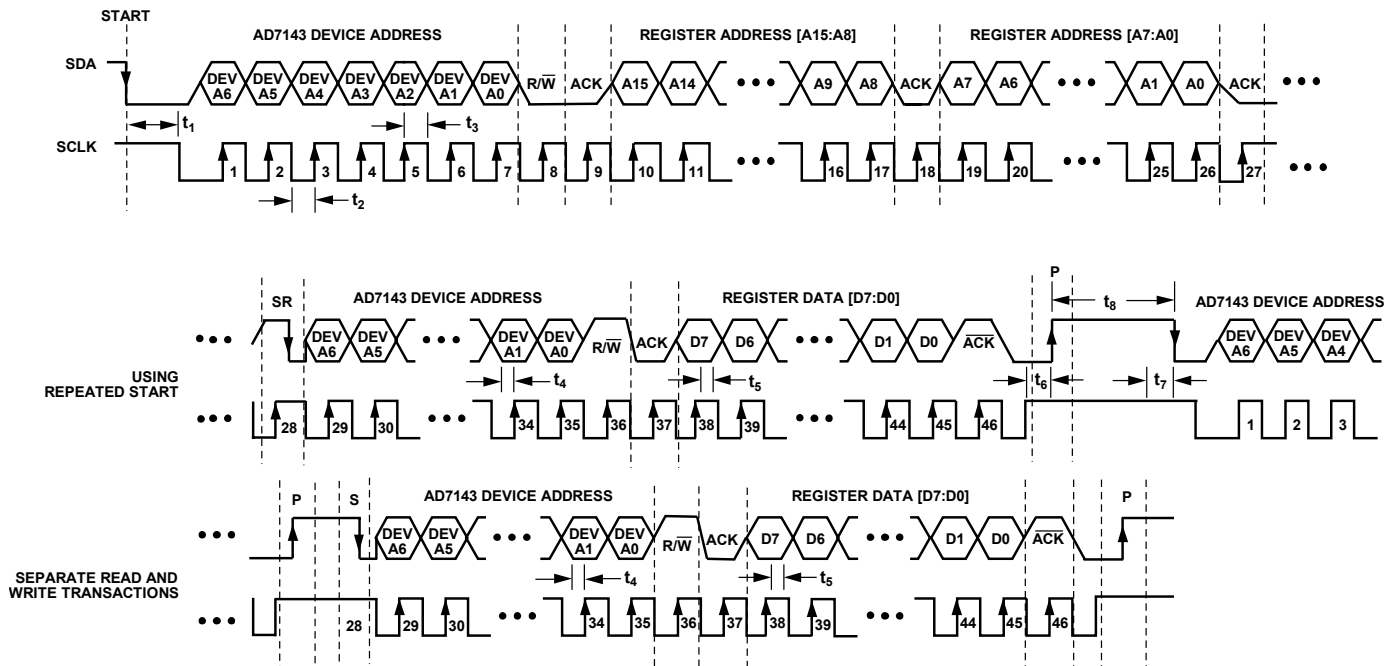 START
AD7143 DEVICE ADDRESS REGISTER ADDRESS [A15:A8] REGISTER ADDRESS [A7:A0]
SDA DEV A6 DEV A5 DEV A4 DEV A3 DEV A2 DEV A1 DEV A0 R/W̅ ACK A15 A14 ••• A9 A8 ACK A7 A6 ••• A1 A0 ACK •••
t1 t3
SCLK 1 2 3 4 5 6 7 8 9 10 11 ••• 16 17 18 19 20 ••• 25 26 27 •••
t2
P
SR AD7143 DEVICE ADDRESS REGISTER DATA [D7:D0] t8 AD7143 DEVICE ADDRESS
••• DEV A6 DEV A5 ••• DEV A1 DEV A0 R/W̅ ACK D7 D6 ••• D1 D0 A̅C̅K̅ DEV A6 DEV A5 DEV A4
t4 t5 t6 t7
USING
REPEATED START
••• 28 29 30 ••• 34 35 36 37 38 39 ••• 44 45 46 1 2 3
P S AD7143 DEVICE ADDRESS REGISTER DATA [D7:D0] P
••• DEV A6 DEV A5 ••• DEV A1 DEV A0 R/W̅ ACK D7 D6 ••• D1 D0 A̅C̅K̅
t4 t5
SEPARATE READ AND
WRITE TRANSACTIONS
••• 28 29 30 ••• 34 35 36 37 38 39 ••• 44 45 46